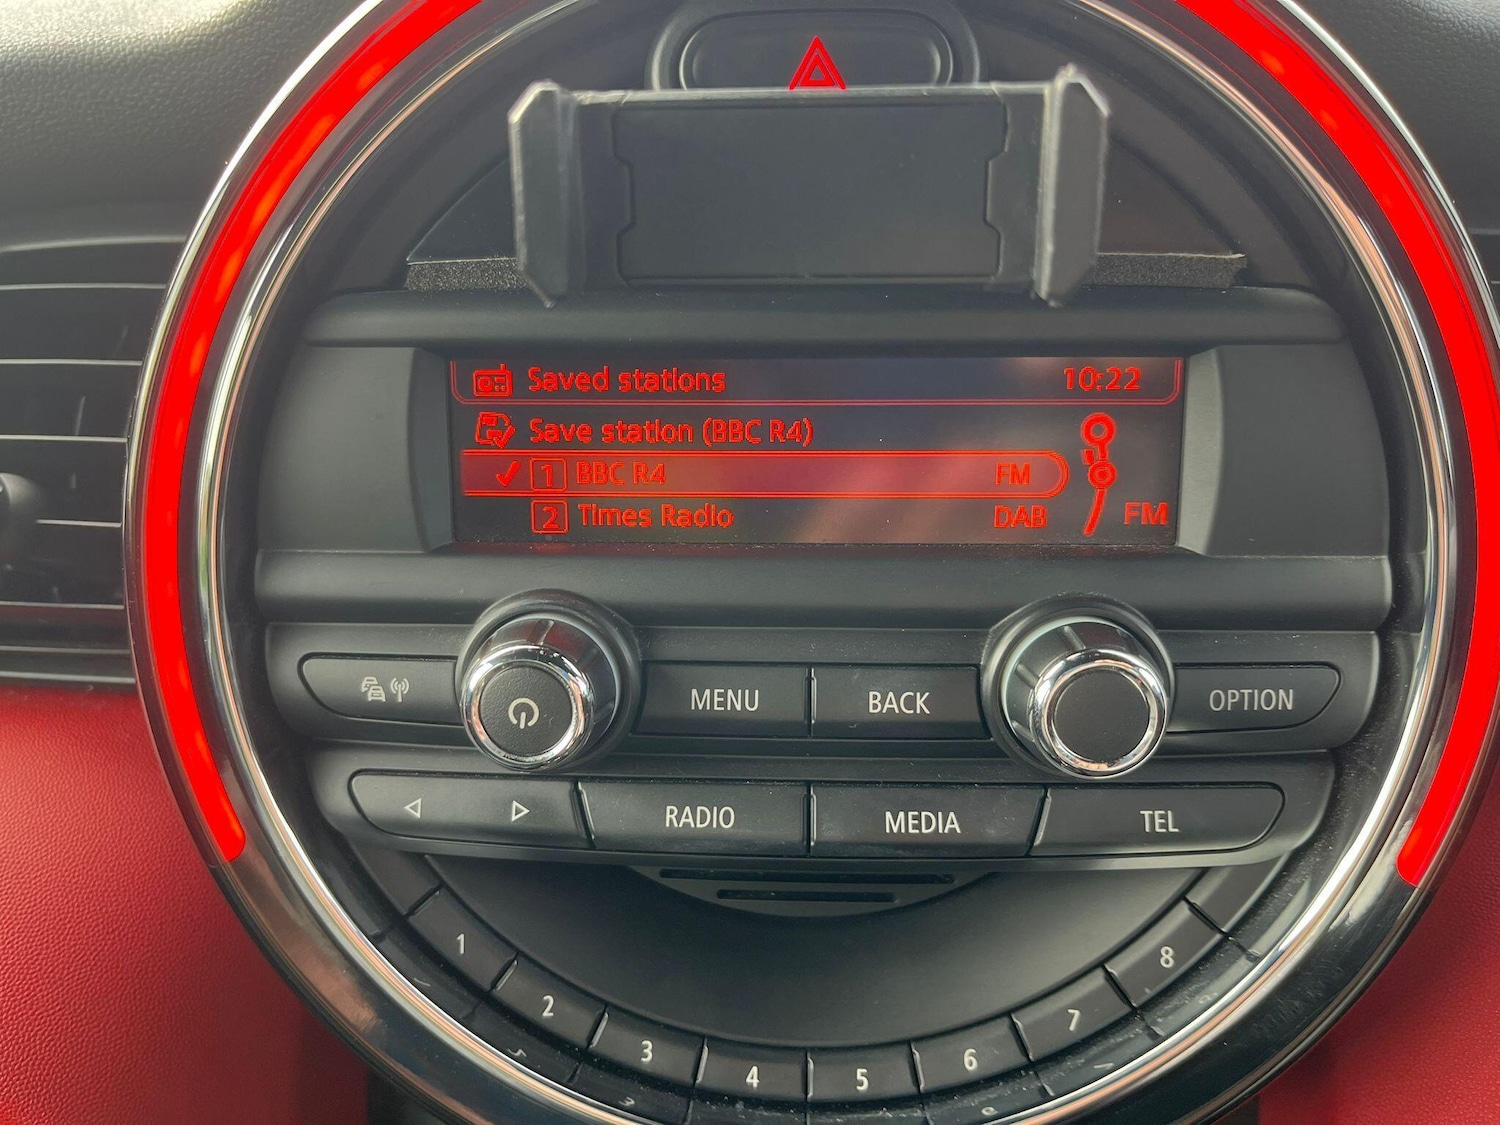 Saved stations 10:22
Save station (BBC R4)
1 BBC R4 FM
2 Times Radio DAB FM
MENU BACK OPTION
RADIO MEDIA TEL
1 2 3 4 5 6 7 8